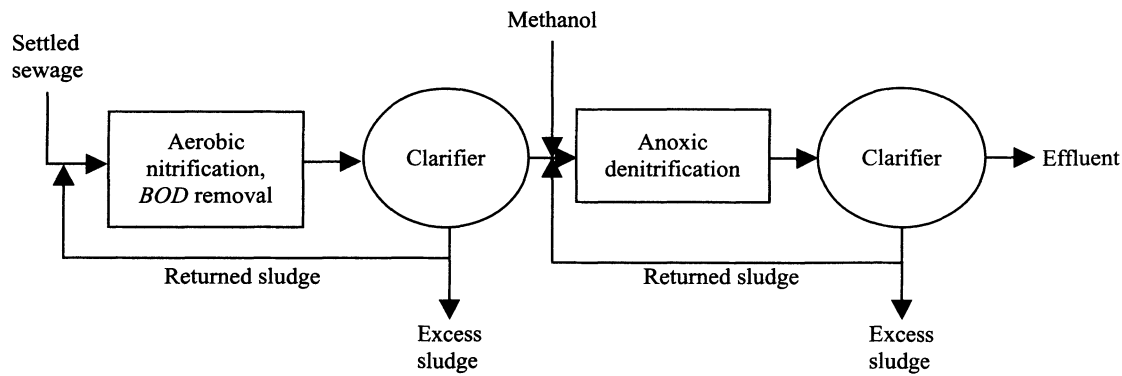 Methanol
Settled
sewage
Aerobic
nitrification,
BOD removal
Clarifier
Anoxic
denitrification
Clarifier
Effluent
Returned sludge
Returned sludge
Excess
sludge
Excess
sludge